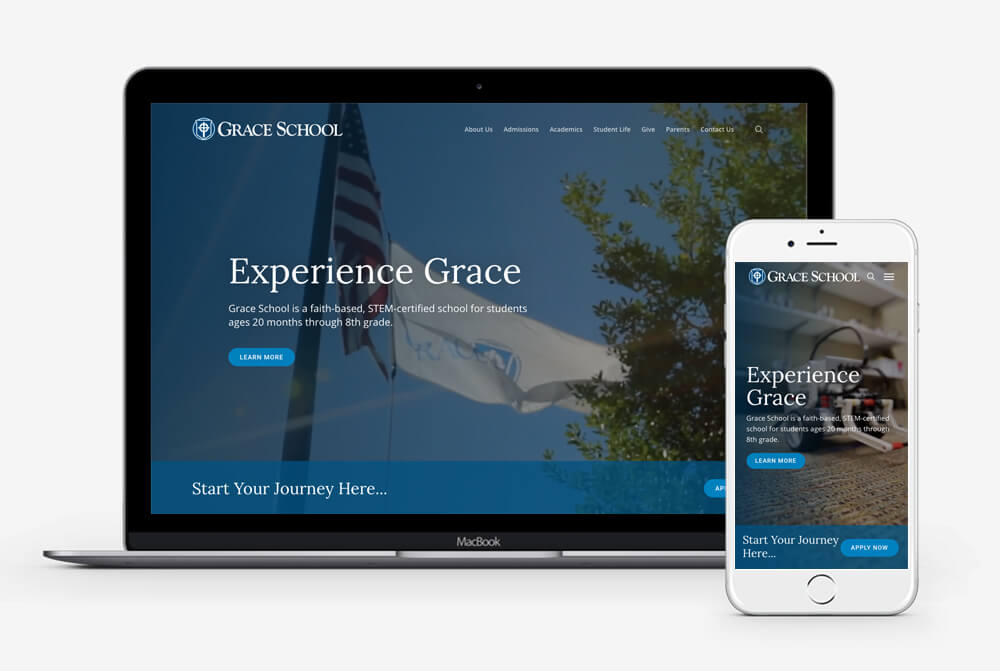 GRACE SCHOOL
About Us Admissions Academics Student Life Give Parents Contact Us
Experience Grace
Grace School is a faith-based, STEM-certified school for students
ages 20 months through 8th grade.
LEARN MORE
Start Your Journey Here...
MacBook
GRACE SCHOOL
Experience
Grace
Grace School is a faith-based, STEM-certified
school for students ages 20 months through
8th grade.
LEARN MORE
Start Your Journey
Here...
APPLY NOW